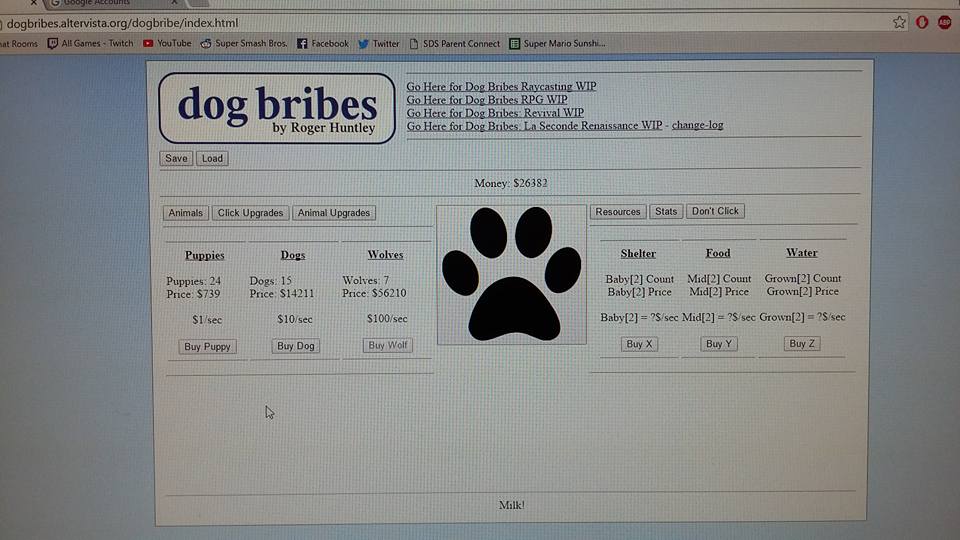 Google Accounts
dogbribes.altervista.org/dogbribe/index.html
ABP
at Rooms All Games - Twitch YouTube Super Smash Bros. Facebook Twitter SDS Parent Connect Super Mario Sunshi...
dog bribes
by Roger Huntley
Go Here for Dog Bribes Raycasting WIP
Go Here for Dog Bribes RPG WIP
Go Here for Dog Bribes: Revival WIP
Go Here for Dog Bribes: La Seconde Renaissance WIP - change-log
Save Load
Money: $26382
Animals Click Upgrades Animal Upgrades
Resources Stats Don't Click
Puppies Dogs Wolves
Puppies: 24 Dogs: 15 Wolves: 7
Price: $739 Price: $14211 Price: $56210
$1/sec $10/sec $100/sec
Buy Puppy Buy Dog Buy Wolf
Shelter Food Water
Baby[2] Count Mid[2] Count Grown[2] Count
Baby[2] Price Mid[2] Price Grown[2] Price
Baby[2] = ?$/sec Mid[2] = ?$/sec Grown[2] = ?$/sec
Buy X Buy Y Buy Z
Milk!